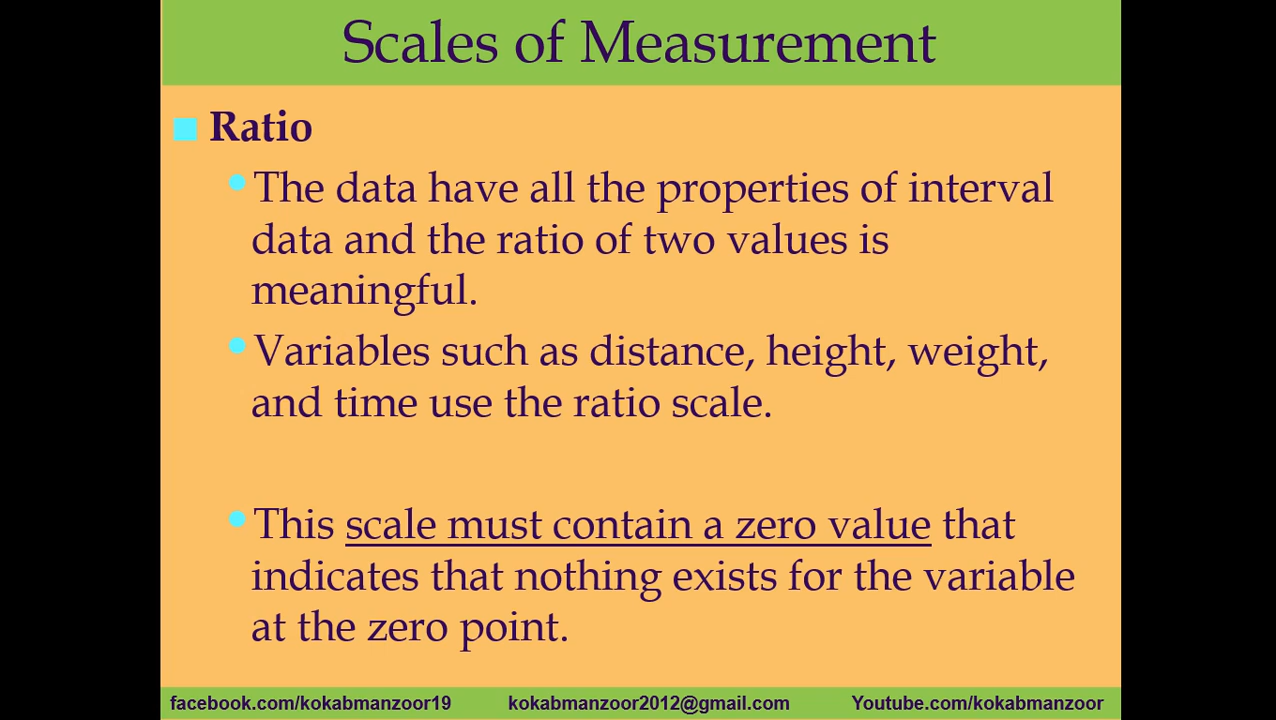 Scales of Measurement
Ratio
The data have all the properties of interval
data and the ratio of two values is
meaningful.
Variables such as distance, height, weight,
and time use the ratio scale.
This scale must contain a zero value that
indicates that nothing exists for the variable
at the zero point.
facebook.com/kokabmanzoor19 kokabmanzoor2012@gmail.com Youtube.com/kokabmanzoor